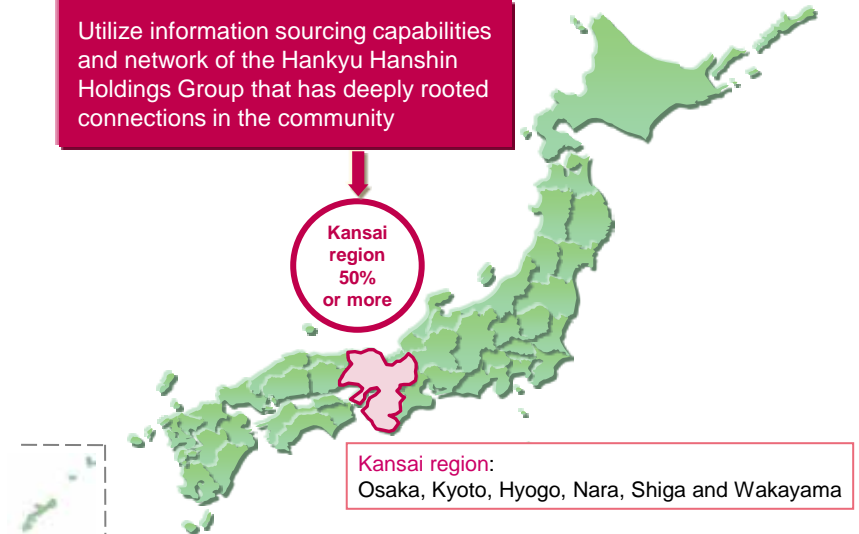 Utilize information sourcing capabilities
and network of the Hankyu Hanshin
Holdings Group that has deeply rooted
connections in the community
Kansai
region
50%
or more
Kansai region:
Osaka, Kyoto, Hyogo, Nara, Shiga and Wakayama